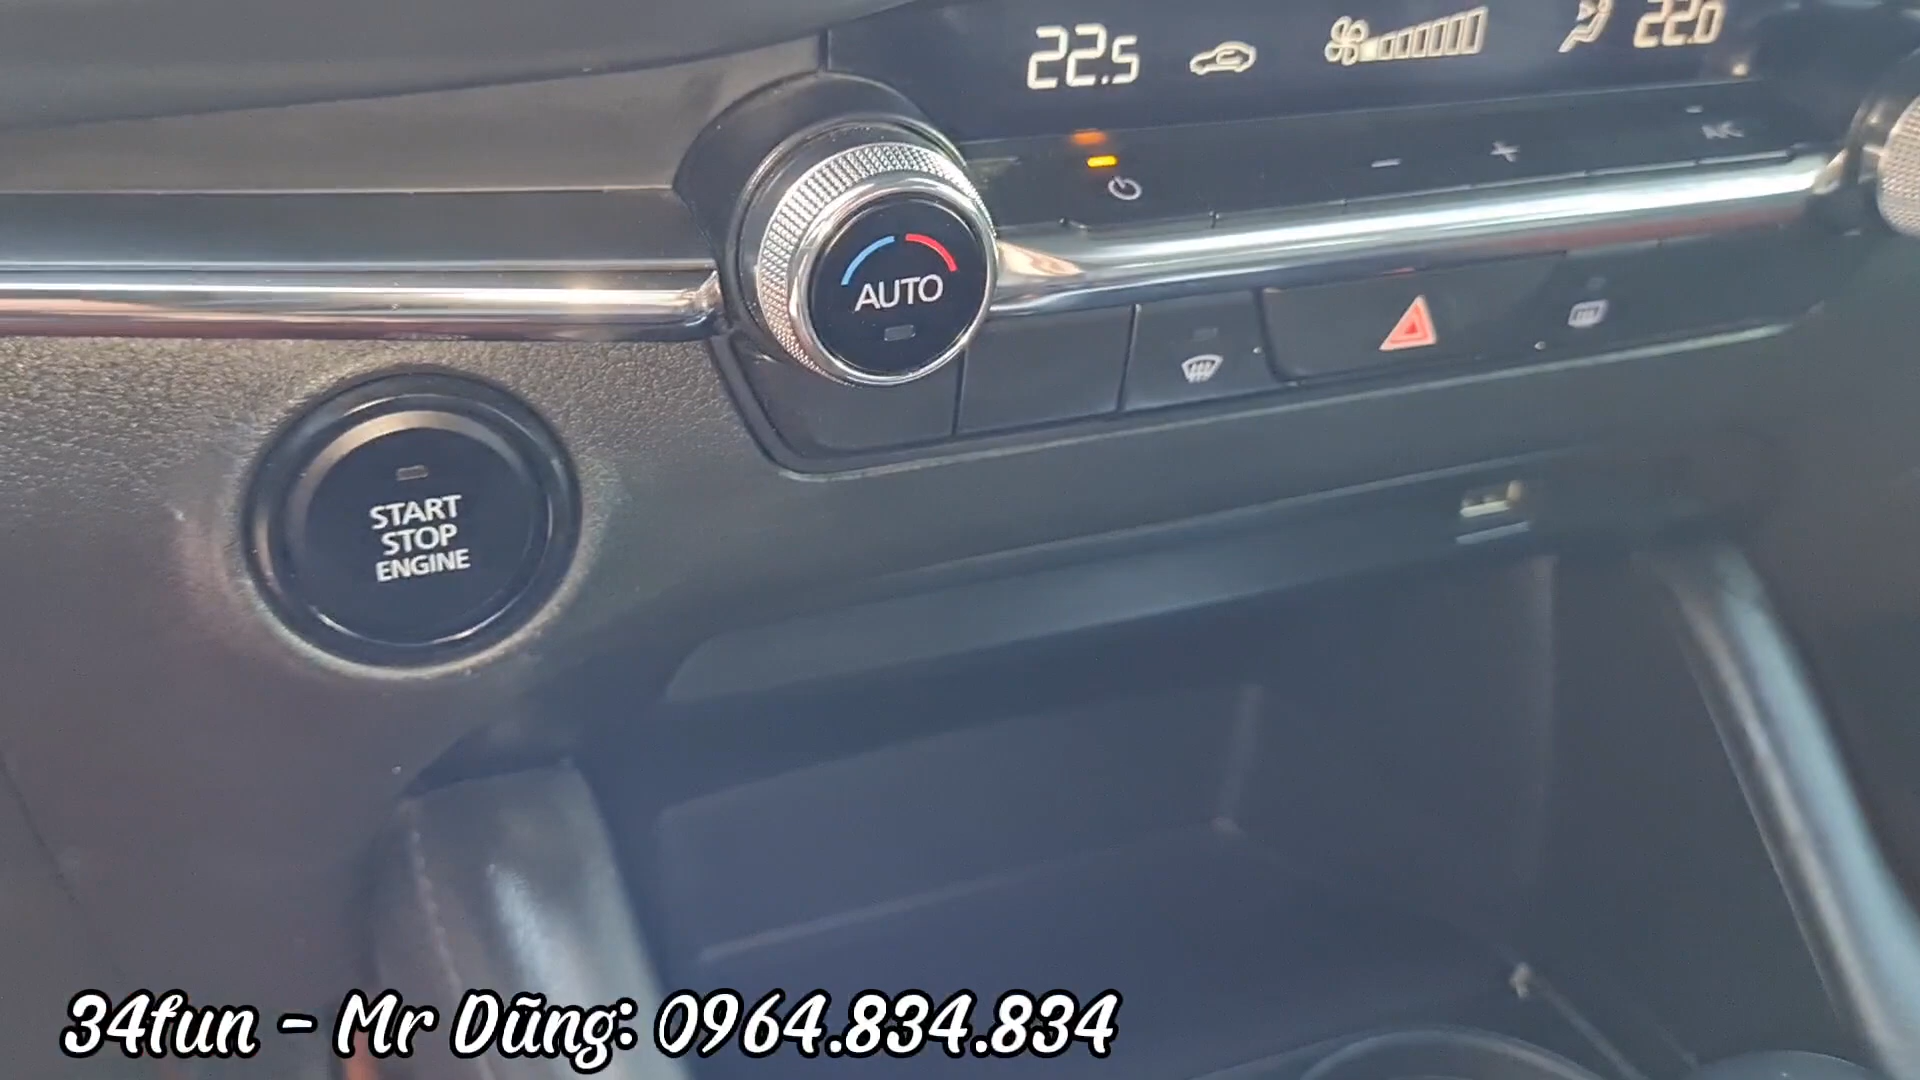 22.5
22.0
A/C
AUTO
START
STOP
ENGINE
34fun - Mr Dũng: 0964.834.834